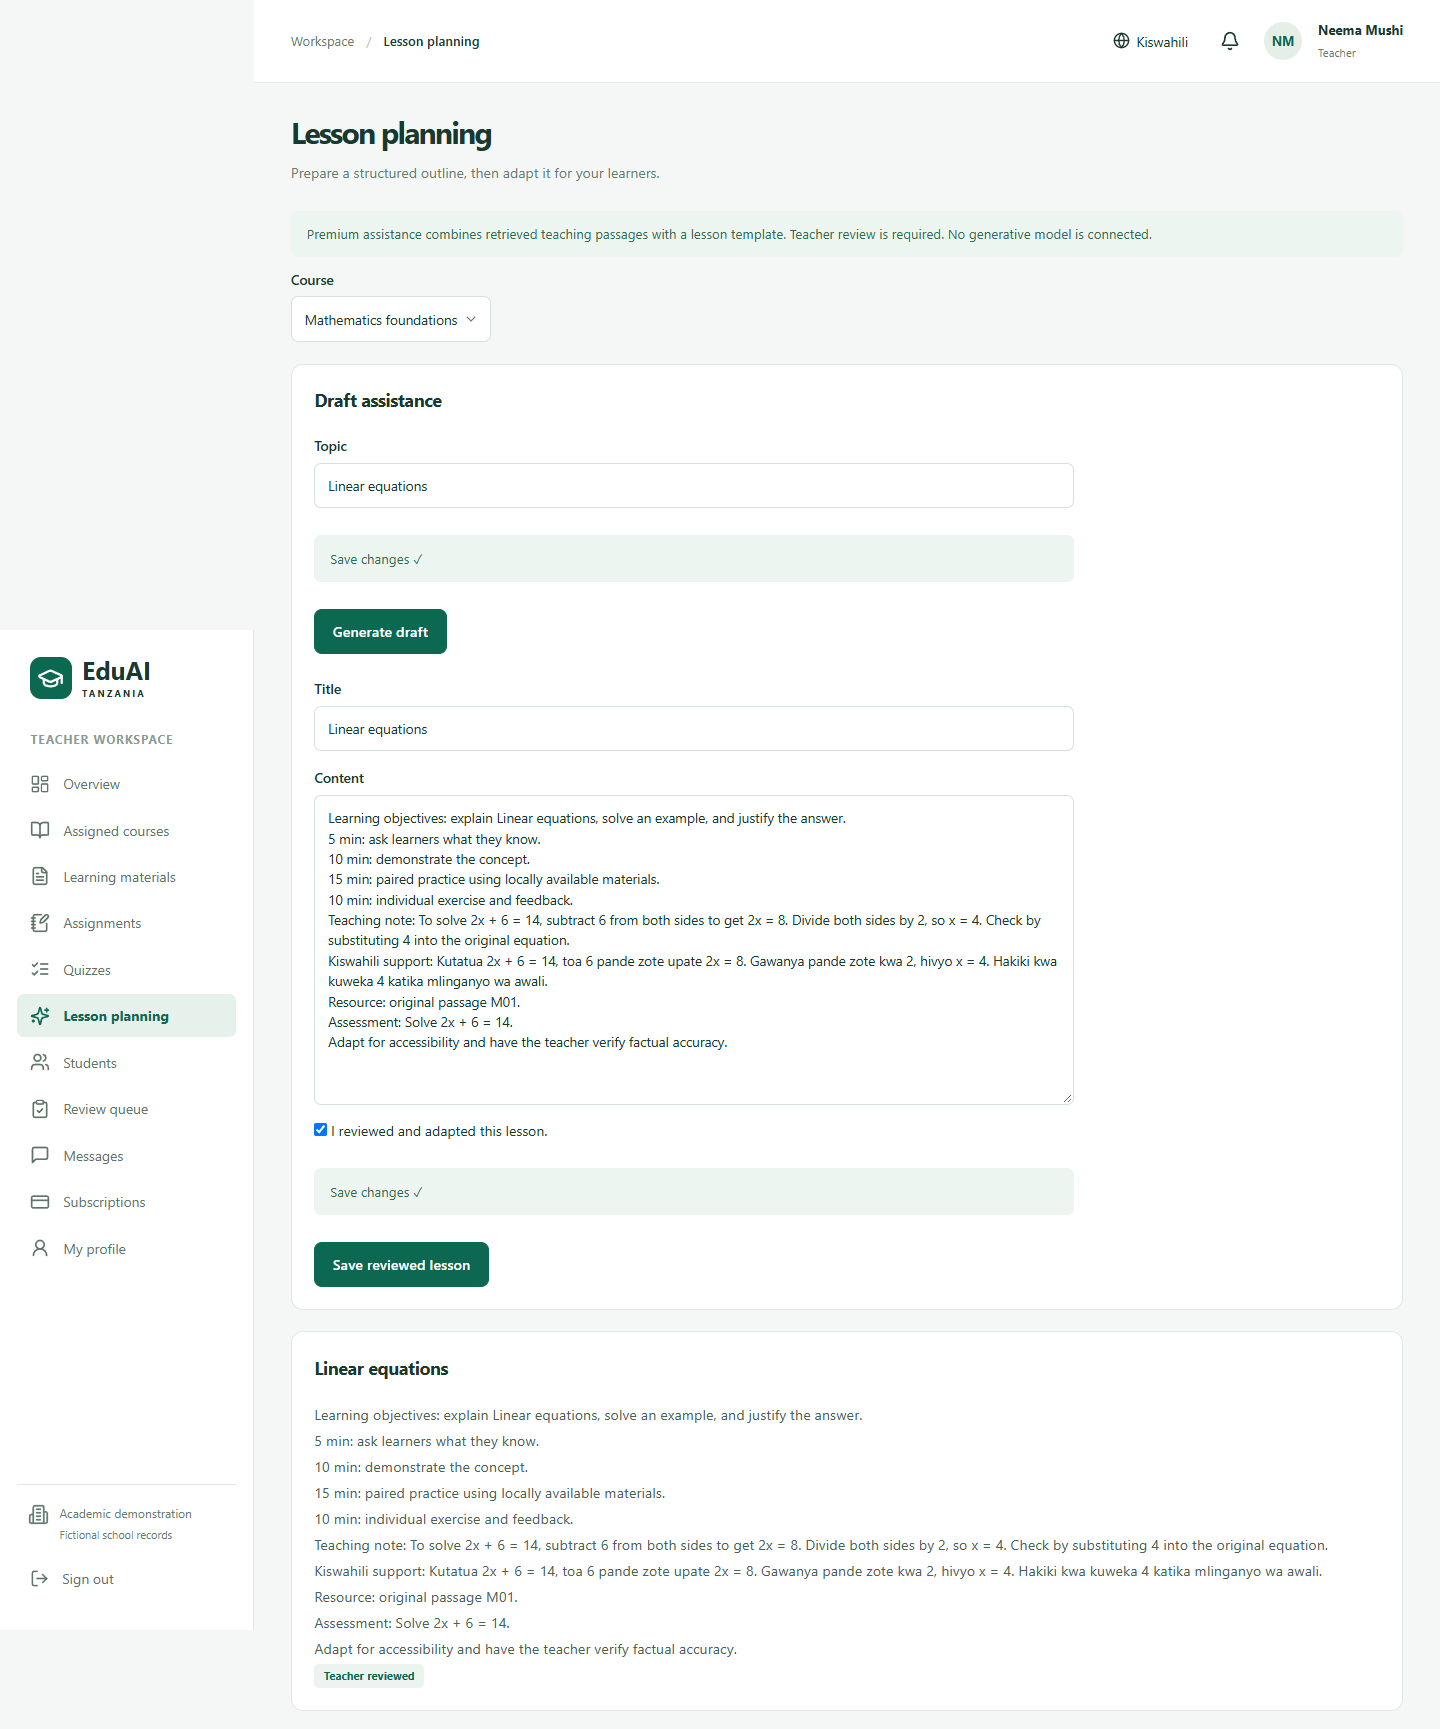 Workspace / Lesson planning
Kiswahili
NM
Neema Mushi
Teacher
Lesson planning
Prepare a structured outline, then adapt it for your learners.
Premium assistance combines retrieved teaching passages with a lesson template. Teacher review is required. No generative model is connected.
Course
Mathematics foundations
Draft assistance
Topic
Linear equations
Save changes ✓
Generate draft
Title
Linear equations
Content
Learning objectives: explain Linear equations, solve an example, and justify the answer.
5 min: ask learners what they know.
10 min: demonstrate the concept.
15 min: paired practice using locally available materials.
10 min: individual exercise and feedback.
Teaching note: To solve 2x + 6 = 14, subtract 6 from both sides to get 2x = 8. Divide both sides by 2, so x = 4. Check by
substituting 4 into the original equation.
Kiswahili support: Kutatua 2x + 6 = 14, toa 6 pande zote upate 2x = 8. Gawanya pande zote kwa 2, hivyo x = 4. Hakiki kwa
kuweka 4 katika mlinganyo wa awali.
Resource: original passage M01.
Assessment: Solve 2x + 6 = 14.
Adapt for accessibility and have the teacher verify factual accuracy.
I reviewed and adapted this lesson.
Save changes ✓
Save reviewed lesson
Linear equations
Learning objectives: explain Linear equations, solve an example, and justify the answer.
5 min: ask learners what they know.
10 min: demonstrate the concept.
15 min: paired practice using locally available materials.
10 min: individual exercise and feedback.
Teaching note: To solve 2x + 6 = 14, subtract 6 from both sides to get 2x = 8. Divide both sides by 2, so x = 4. Check by substituting 4 into the original equation.
Kiswahili support: Kutatua 2x + 6 = 14, toa 6 pande zote upate 2x = 8. Gawanya pande zote kwa 2, hivyo x = 4. Hakiki kwa kuweka 4 katika mlinganyo wa awali.
Resource: original passage M01.
Assessment: Solve 2x + 6 = 14.
Adapt for accessibility and have the teacher verify factual accuracy.
Teacher reviewed
EduAI
TANZANIA
TEACHER WORKSPACE
Overview
Assigned courses
Learning materials
Assignments
Quizzes
Lesson planning
Students
Review queue
Messages
Subscriptions
My profile
Academic demonstration
Fictional school records
Sign out